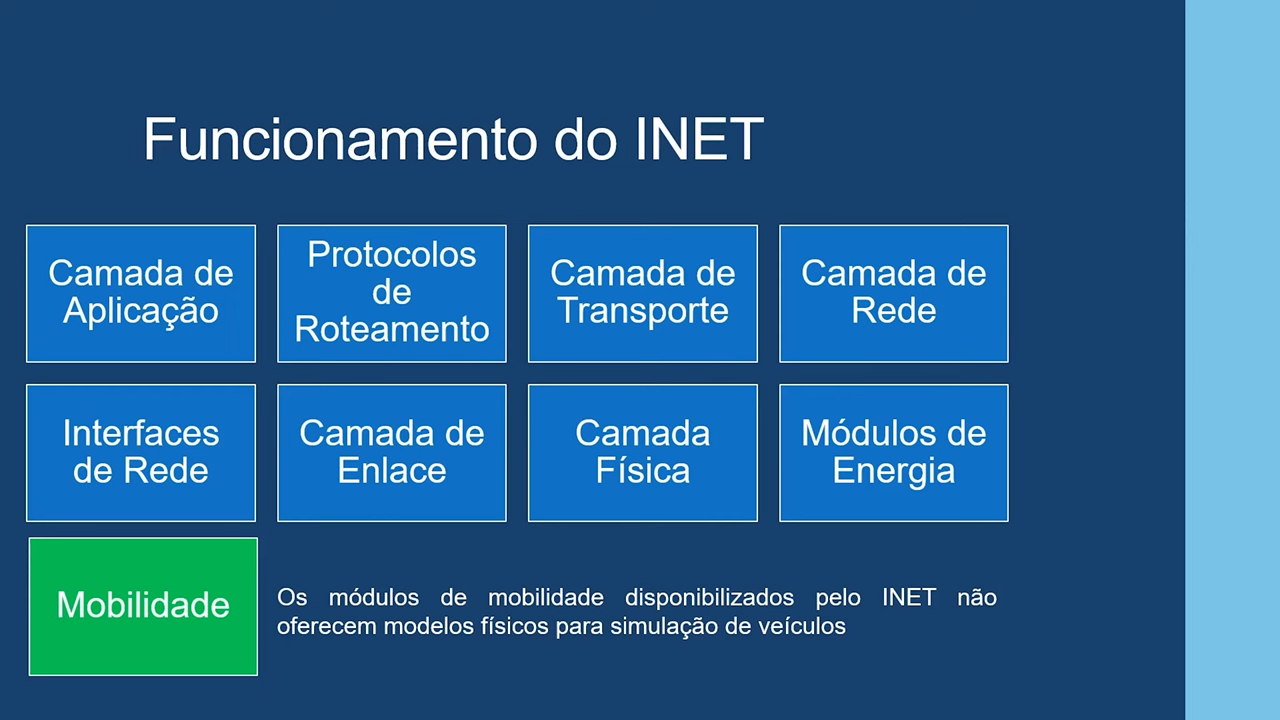 Funcionamento do INET
Camada de
Aplicação
Protocolos
de
Roteamento
Camada de
Transporte
Camada de
Rede
Interfaces
de Rede
Camada de
Enlace
Camada
Física
Módulos de
Energia
Mobilidade
Os módulos de mobilidade disponibilizados pelo INET não
oferecem modelos físicos para simulação de veículos